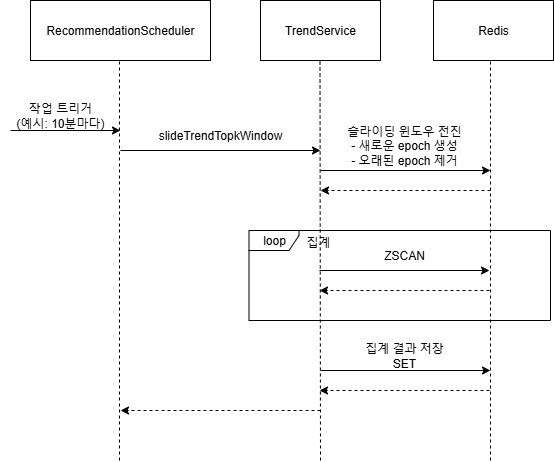 RecommendationScheduler
TrendService
Redis
작업 트리거
(예시: 10분마다)
slideTrendTopkWindow
슬라이딩 윈도우 전진
- 새로운 epoch 생성
- 오래된 epoch 제거
loop
집계
ZSCAN
집계 결과 저장
SET